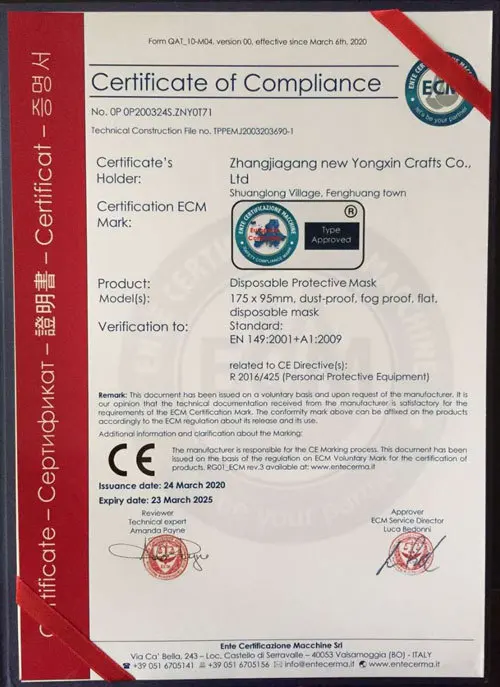 Form QAT_10-M04, version 00, effective since March 6th, 2020
Certificate of Compliance
ECM
let's be your partner
No. 0P 0P200324S.ZNY0T71
Technical Construction File no. TPPEMJ2003203690-1
Certificate's Holder:
Zhangjiagang new Yongxin Crafts Co.,
Ltd
Shuanglong Village, Fenghuang town
Certification ECM
Mark:
ENTE CERTIFICAZIONE MACCHINE
SAFETY COMPLIANCE MARK
®
Type
Approved
Product:
Disposable Protective Mask
Model(s):
175 x 95mm, dust-proof, fog proof, flat,
disposable mask
Verification to:
Standard:
EN 149:2001+A1:2009
related to CE Directive(s):
R 2016/425 (Personal Protective Equipment)
Remark: This document has been issued on a voluntary basis and upon request of the manufacturer. It is
our opinion that the technical documentation received from the manufacturer is satisfactory for the
requirements of the ECM Certification Mark. The conformity mark above can be affixed on the products
accordingly to the ECM regulation about its release and its use.
Additional information and clarification about the Marking:
CE
The manufacturer is responsible for the CE Marking process. This document has been
issued on the basis of the regulation on ECM Voluntary Mark for the certification of
products. RG01_ECM rev.3 available at: www.entecerma.it
Issuance date: 24 March 2020
Expiry date: 23 March 2025
Reviewer
Technical expert
Amanda Payne
Approver
ECM Service Director
Luca Bedonni
Ente Certificazione Macchine Srl
Via Ca' Bella, 243 – Loc. Castello di Serravalle – 40053 Valsamoggia (BO) - ITALY
+39 051 6705141 +39 051 6705156 info@entecerma.it www.entecerma.it
Certificate – Сертификат – 證明書 – Certificat – 증명서